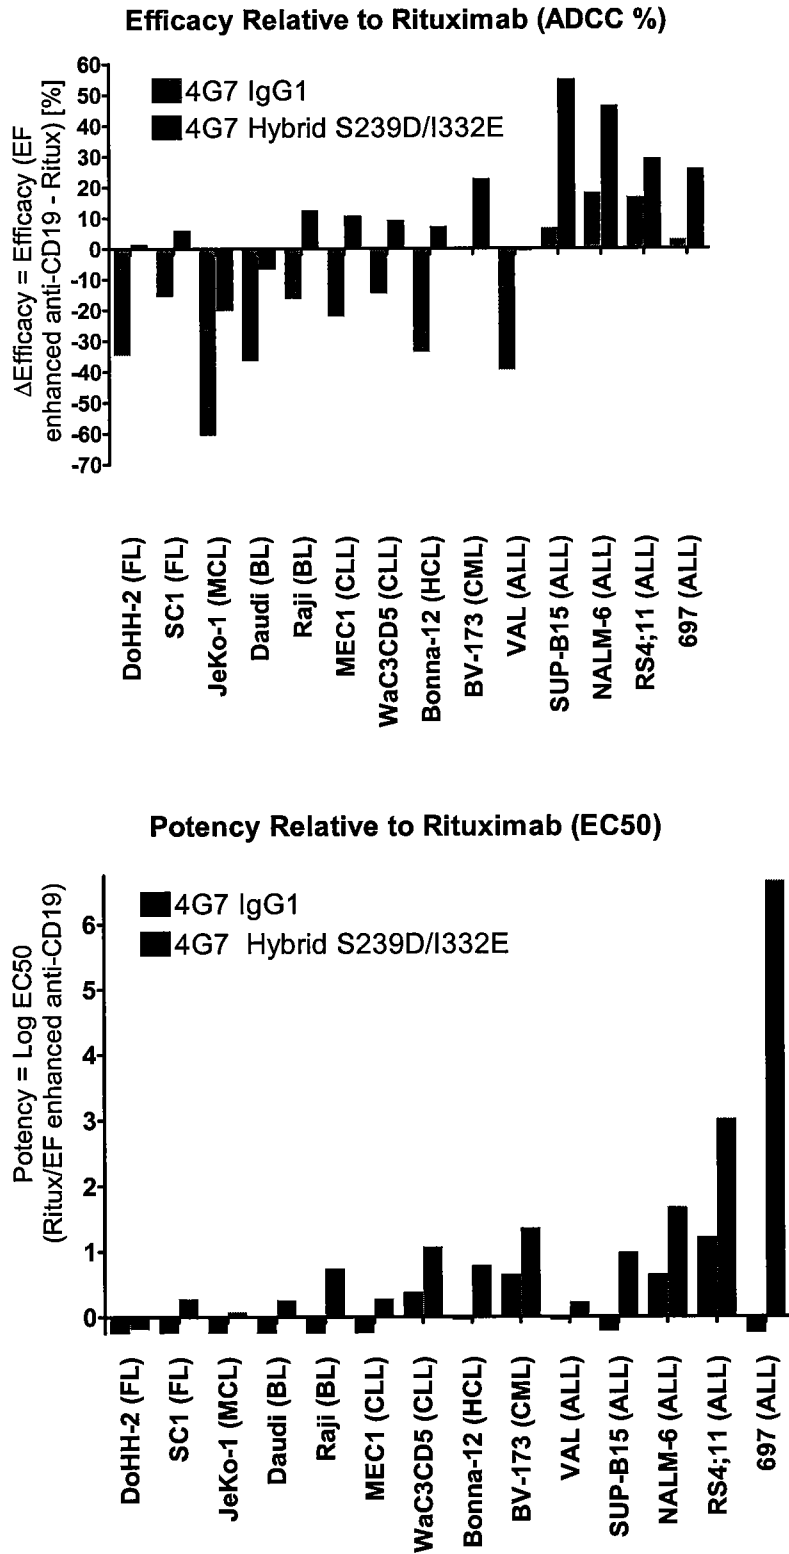 Efficacy Relative to Rituximab (ADCC %)
ΔEfficacy = Efficacy (EF
enhanced anti-CD19 - Ritux) [%]
60
50
40
30
20
10
0
-10
-20
-30
-40
-50
-60
-70
4G7 IgG1
4G7 Hybrid S239D/I332E
DoHH-2 (FL)
SC1 (FL)
JeKo-1 (MCL)
Daudi (BL)
Raji (BL)
MEC1 (CLL)
WaC3CD5 (CLL)
Bonna-12 (HCL)
BV-173 (CML)
VAL (ALL)
SUP-B15 (ALL)
NALM-6 (ALL)
RS4;11 (ALL)
697 (ALL)
Potency Relative to Rituximab (EC50)
Potency = Log EC50
(Ritux/EF enhanced anti-CD19)
6
5
4
3
2
1
0
4G7 IgG1
4G7 Hybrid S239D/I332E
DoHH-2 (FL)
SC1 (FL)
JeKo-1 (MCL)
Daudi (BL)
Raji (BL)
MEC1 (CLL)
WaC3CD5 (CLL)
Bonna-12 (HCL)
BV-173 (CML)
VAL (ALL)
SUP-B15 (ALL)
NALM-6 (ALL)
RS4;11 (ALL)
697 (ALL)